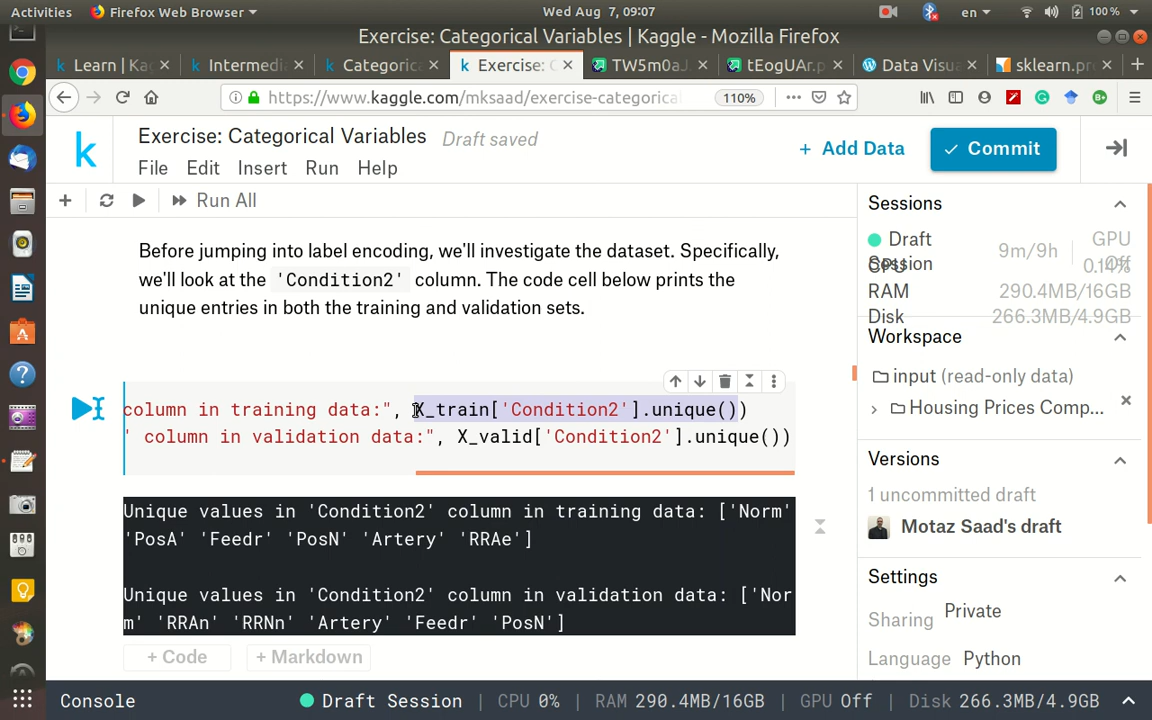 Activities
Firefox Web Browser
Wed Aug 7, 09:07
en
100 %
Exercise: Categorical Variables | Kaggle - Mozilla Firefox
Learn | Ka
Intermed
Categoric
Exercise: C
TW5m0aJ.
tEogUAr.p
Data Visu
sklearn.pr
https://www.kaggle.com/mksaad/exercise-categorical
110%
k
Exercise: Categorical Variables
Draft saved
File
Edit
Insert
Run
Help
+ Add Data
Commit
Run All
Before jumping into label encoding, we'll investigate the dataset. Specifically,
we'll look at the 'Condition2' column. The code cell below prints the
unique entries in both the training and validation sets.
column in training data:", X_train['Condition2'].unique())
' column in validation data:", X_valid['Condition2'].unique())
Unique values in 'Condition2' column in training data: ['Norm'
'PosA' 'Feedr' 'PosN' 'Artery' 'RRAe']
Unique values in 'Condition2' column in validation data: ['Nor
m' 'RRAn' 'RRNn' 'Artery' 'Feedr' 'PosN']
+ Code
+ Markdown
Sessions
Draft
Session
9m/9h
GPU
Off
CPU
0.14%
RAM
290.4MB/16GB
Disk
266.3MB/4.9GB
Workspace
input (read-only data)
Housing Prices Comp...
Versions
1 uncommitted draft
Motaz Saad's draft
Settings
Sharing
Private
Language
Python
Console
Draft Session | CPU 0% | RAM 290.4MB/16GB | GPU Off | Disk 266.3MB/4.9GB